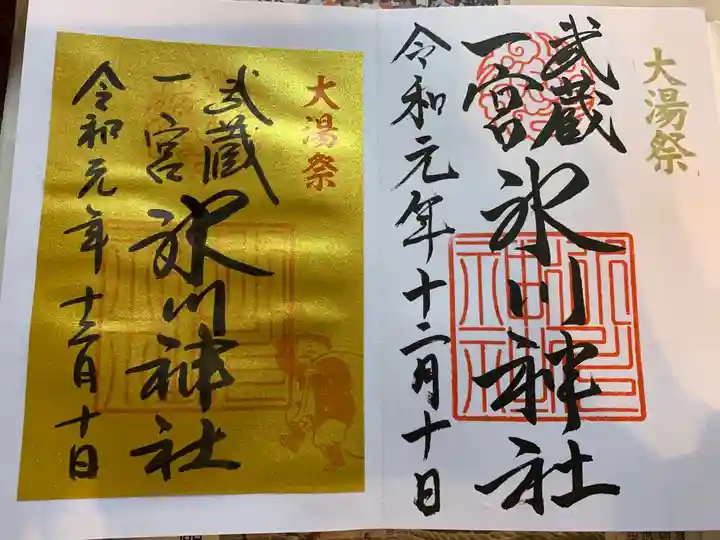 大湯祭
武蔵
一宮
氷川神社
令和元年十二月十日
大湯祭
武蔵
一宮
氷川神社
令和元年十二月十日